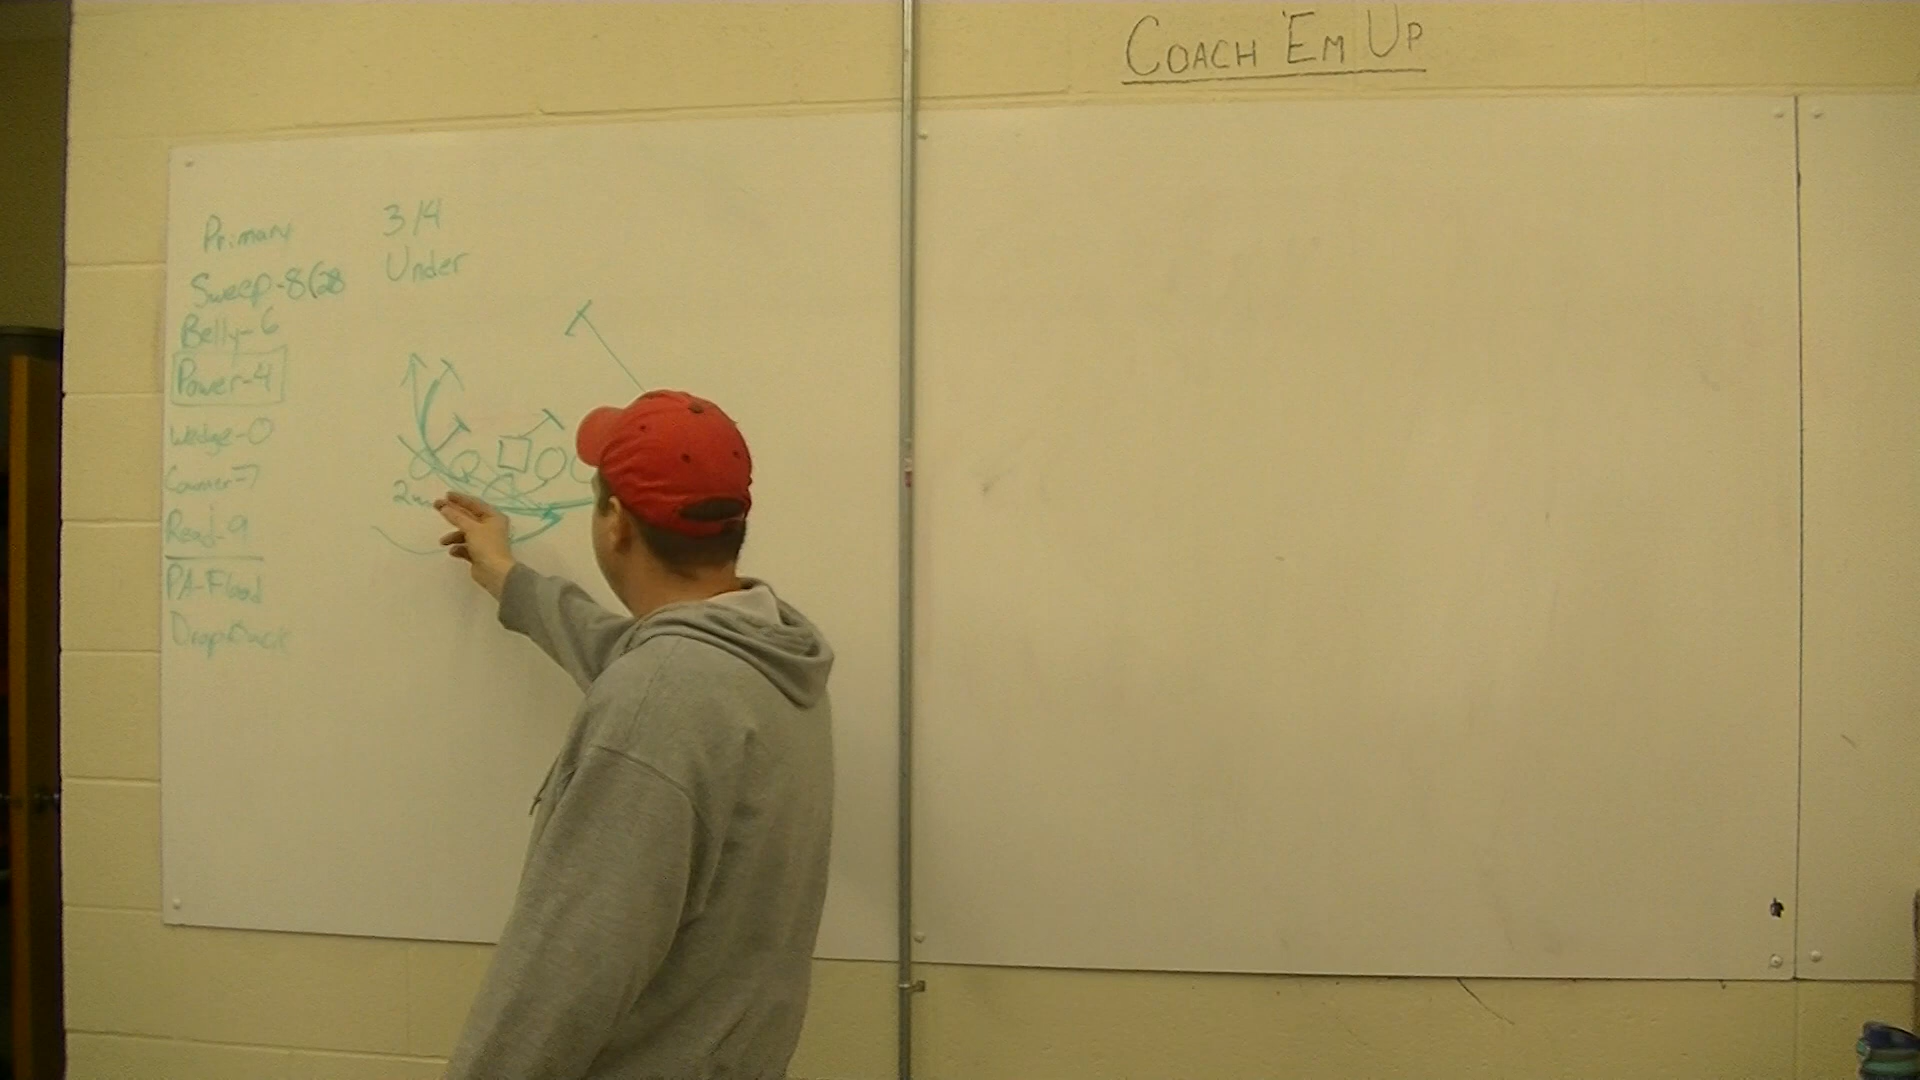 COACH 'EM UP
Primary
Sweep-8(28
Belly-6
Power-4
Wedge-0
Counter-7
Read-9
PA-Flood
DropBack
3/4
Under